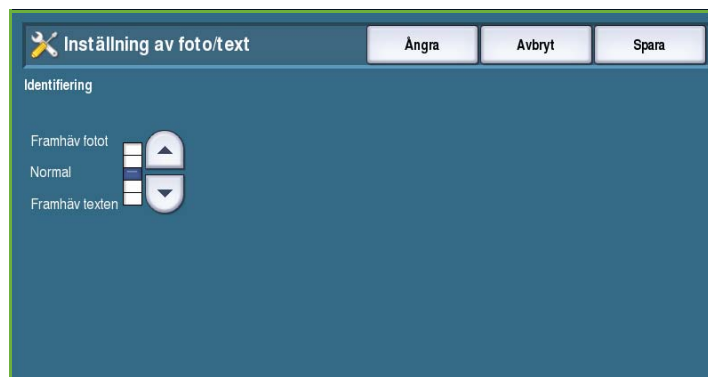 Inställning av foto/text
Ångra
Avbryt
Spara
Identifiering
Framhäv fotot
Normal
Framhäv texten